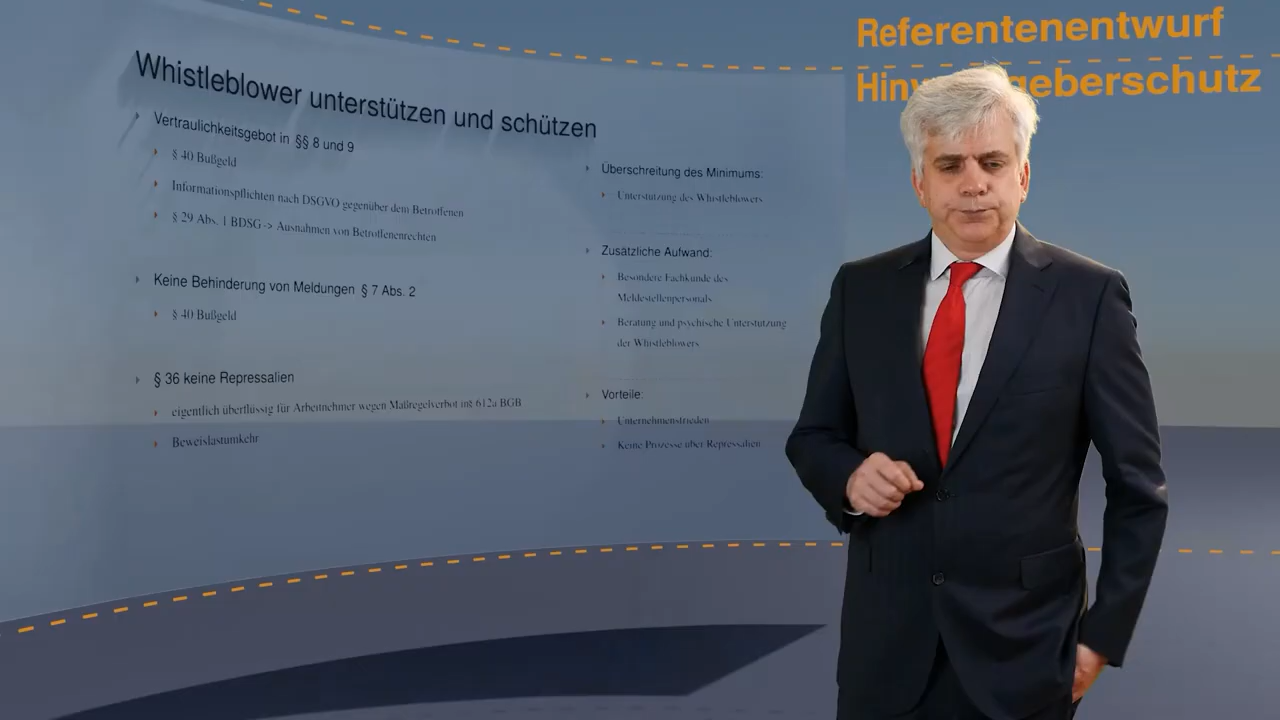 Referentenentwurf
Hinweisgeberschutz
Whistleblower unterstützen und schützen
Vertraulichkeitsgebot in §§ 8 und 9
§ 40 Bußgeld
Informationspflichten nach DSGVO gegenüber dem Betroffenen
§ 29 Abs. 1 BDSG -> Ausnahmen von Betroffenenrechten
Keine Behinderung von Meldungen § 7 Abs. 2
§ 40 Bußgeld
§ 36 keine Repressalien
eigentlich überflüssig für Arbeitnehmer wegen Maßregelverbot in§ 612a BGB
Beweislastumkehr
Überschreitung des Minimums:
Unterstützung des Whistleblowers
Zusätzliche Aufwand:
Besondere Fachkunde des
Meldestellenpersonals
Beratung und psychische Unterstützung
der Whistleblowers
Vorteile:
Unternehmensfrieden
Keine Prozesse über Repressalien